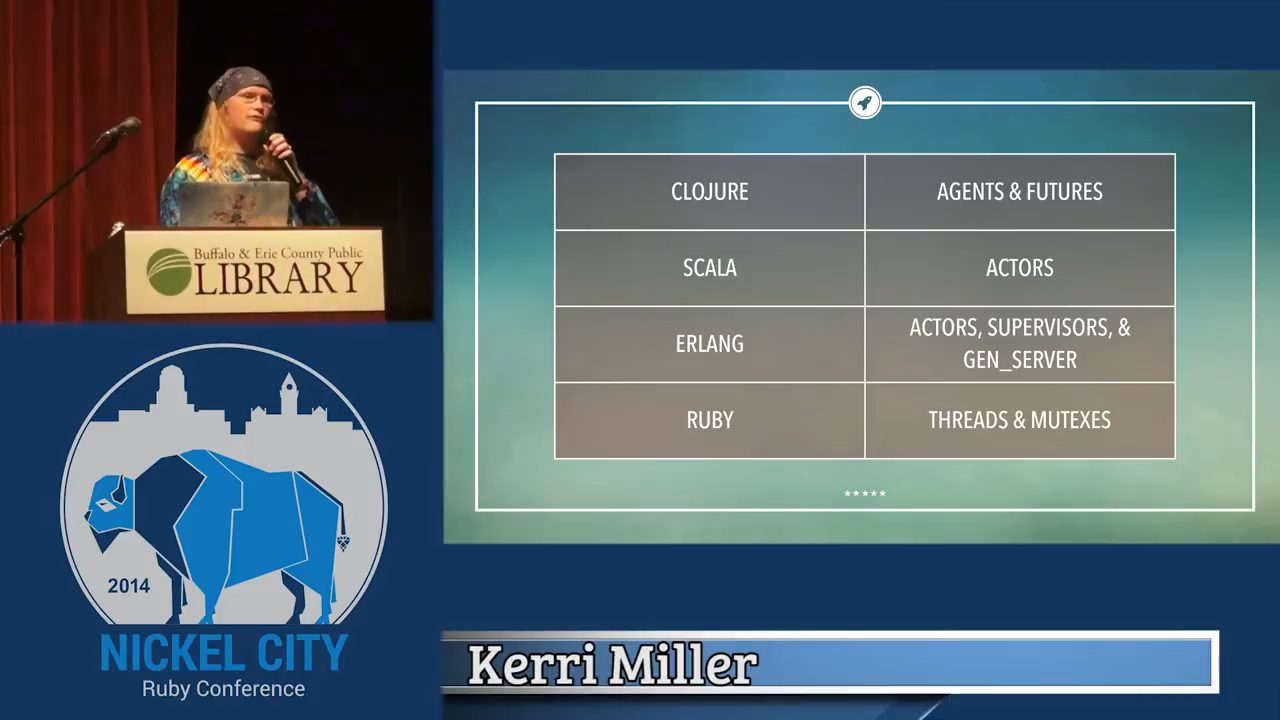 Buffalo & Erie County Public
LIBRARY
CLOJURE
AGENTS & FUTURES
SCALA
ACTORS
ERLANG
ACTORS, SUPERVISORS, &
GEN_SERVER
RUBY
THREADS & MUTEXES
2014
NICKEL CITY
Ruby Conference
Kerri Miller